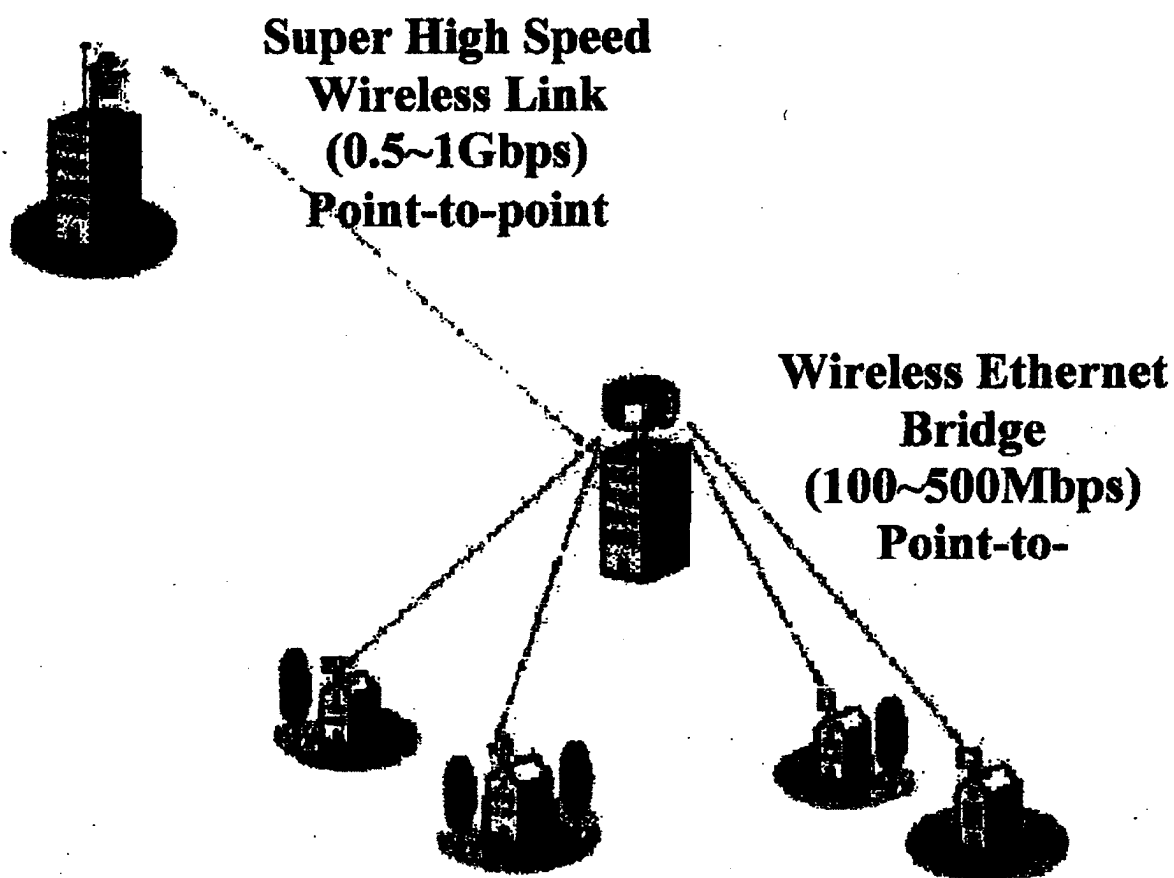 Super High Speed
Wireless Link
(0.5~1Gbps)
Point-to-point
Wireless Ethernet
Bridge
(100~500Mbps)
Point-to-